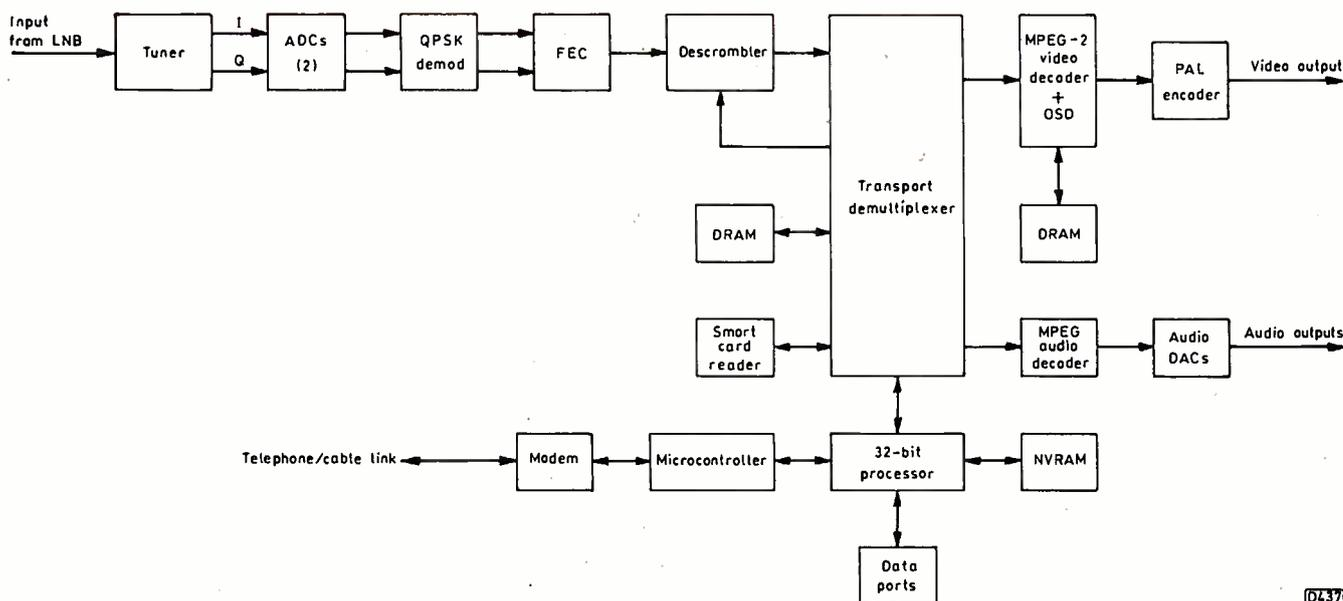 Input
from LNB
Tuner
I
Q
ADCs
(2)
QPSK
demod
FEC
Descrambler
Transport
demultiplexer
MPEG-2
video
decoder
+
OSD
PAL
encoder
Video output
DRAM
DRAM
Smart
card
reader
MPEG
audio
decoder
Audio
DACs
Audio outputs
Telephone/cable link
Modem
Microcontroller
32-bit
processor
NVRAM
Data
ports
D437